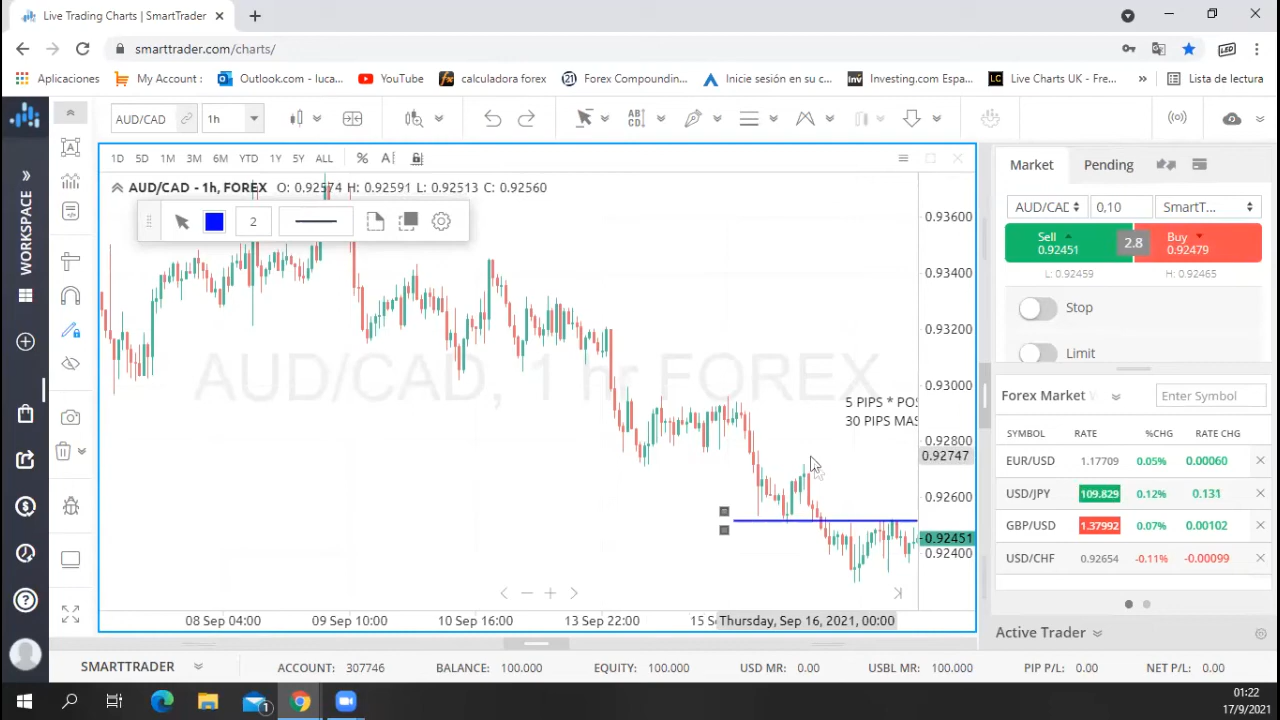 Live Trading Charts | SmartTrader
smarttrader.com/charts/
Aplicaciones
My Account :
Outlook.com - luca...
YouTube
fx calculadora forex
21 Forex Compoundin...
Inicie sesión en su c...
Inv Investing.com Espa...
LC Live Charts UK - Fre...
»
Lista de lectura
WORKSPACE
AUD/CAD
1h
1D 5D 1M 3M 6M YTD 1Y 5Y ALL %
AUD/CAD - 1h, FOREX O: 0.92574 H: 0.92591 L: 0.92513 C: 0.92560
2
AUD/CAD, 1 hr FOREX
5 PIPS * POS
30 PIPS MAS
0.93600
0.93400
0.93200
0.93000
0.92800
0.92747
0.92600
0.92451
0.92400
08 Sep 04:00 09 Sep 10:00 10 Sep 16:00 13 Sep 22:00 15 S Thursday, Sep 16, 2021, 00:00
Market Pending
AUD/CAD 0,10 SmartT...
Sell 0.92451
2.8
Buy 0.92479
L: 0.92459 H: 0.92465
Stop
Limit
Forex Market Enter Symbol
SYMBOL RATE %CHG RATE CHG
EUR/USD 1.17709 0.05% 0.00060
USD/JPY 109.829 0.12% 0.131
GBP/USD 1.37992 0.07% 0.00102
USD/CHF 0.92654 -0.11% -0.00099
Active Trader
SMARTTRADER ACCOUNT: 307746 BALANCE: 100.000 EQUITY: 100.000 USD MR: 0.00 USBL MR: 100.000 PIP P/L: 0.00 NET P/L: 0.00
1
01:22
17/9/2021